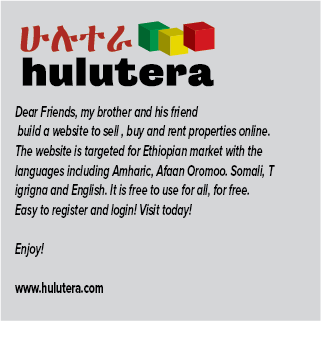 ሁሉተራ
hulutera
Dear Friends, my brother and his friend
build a website to sell , buy and rent properties online.
The website is targeted for Ethiopian market with the
languages including Amharic, Afaan Oromoo. Somali, T
igrigna and English. It is free to use for all, for free.
Easy to register and login! Visit today!
Enjoy!
www.hulutera.com